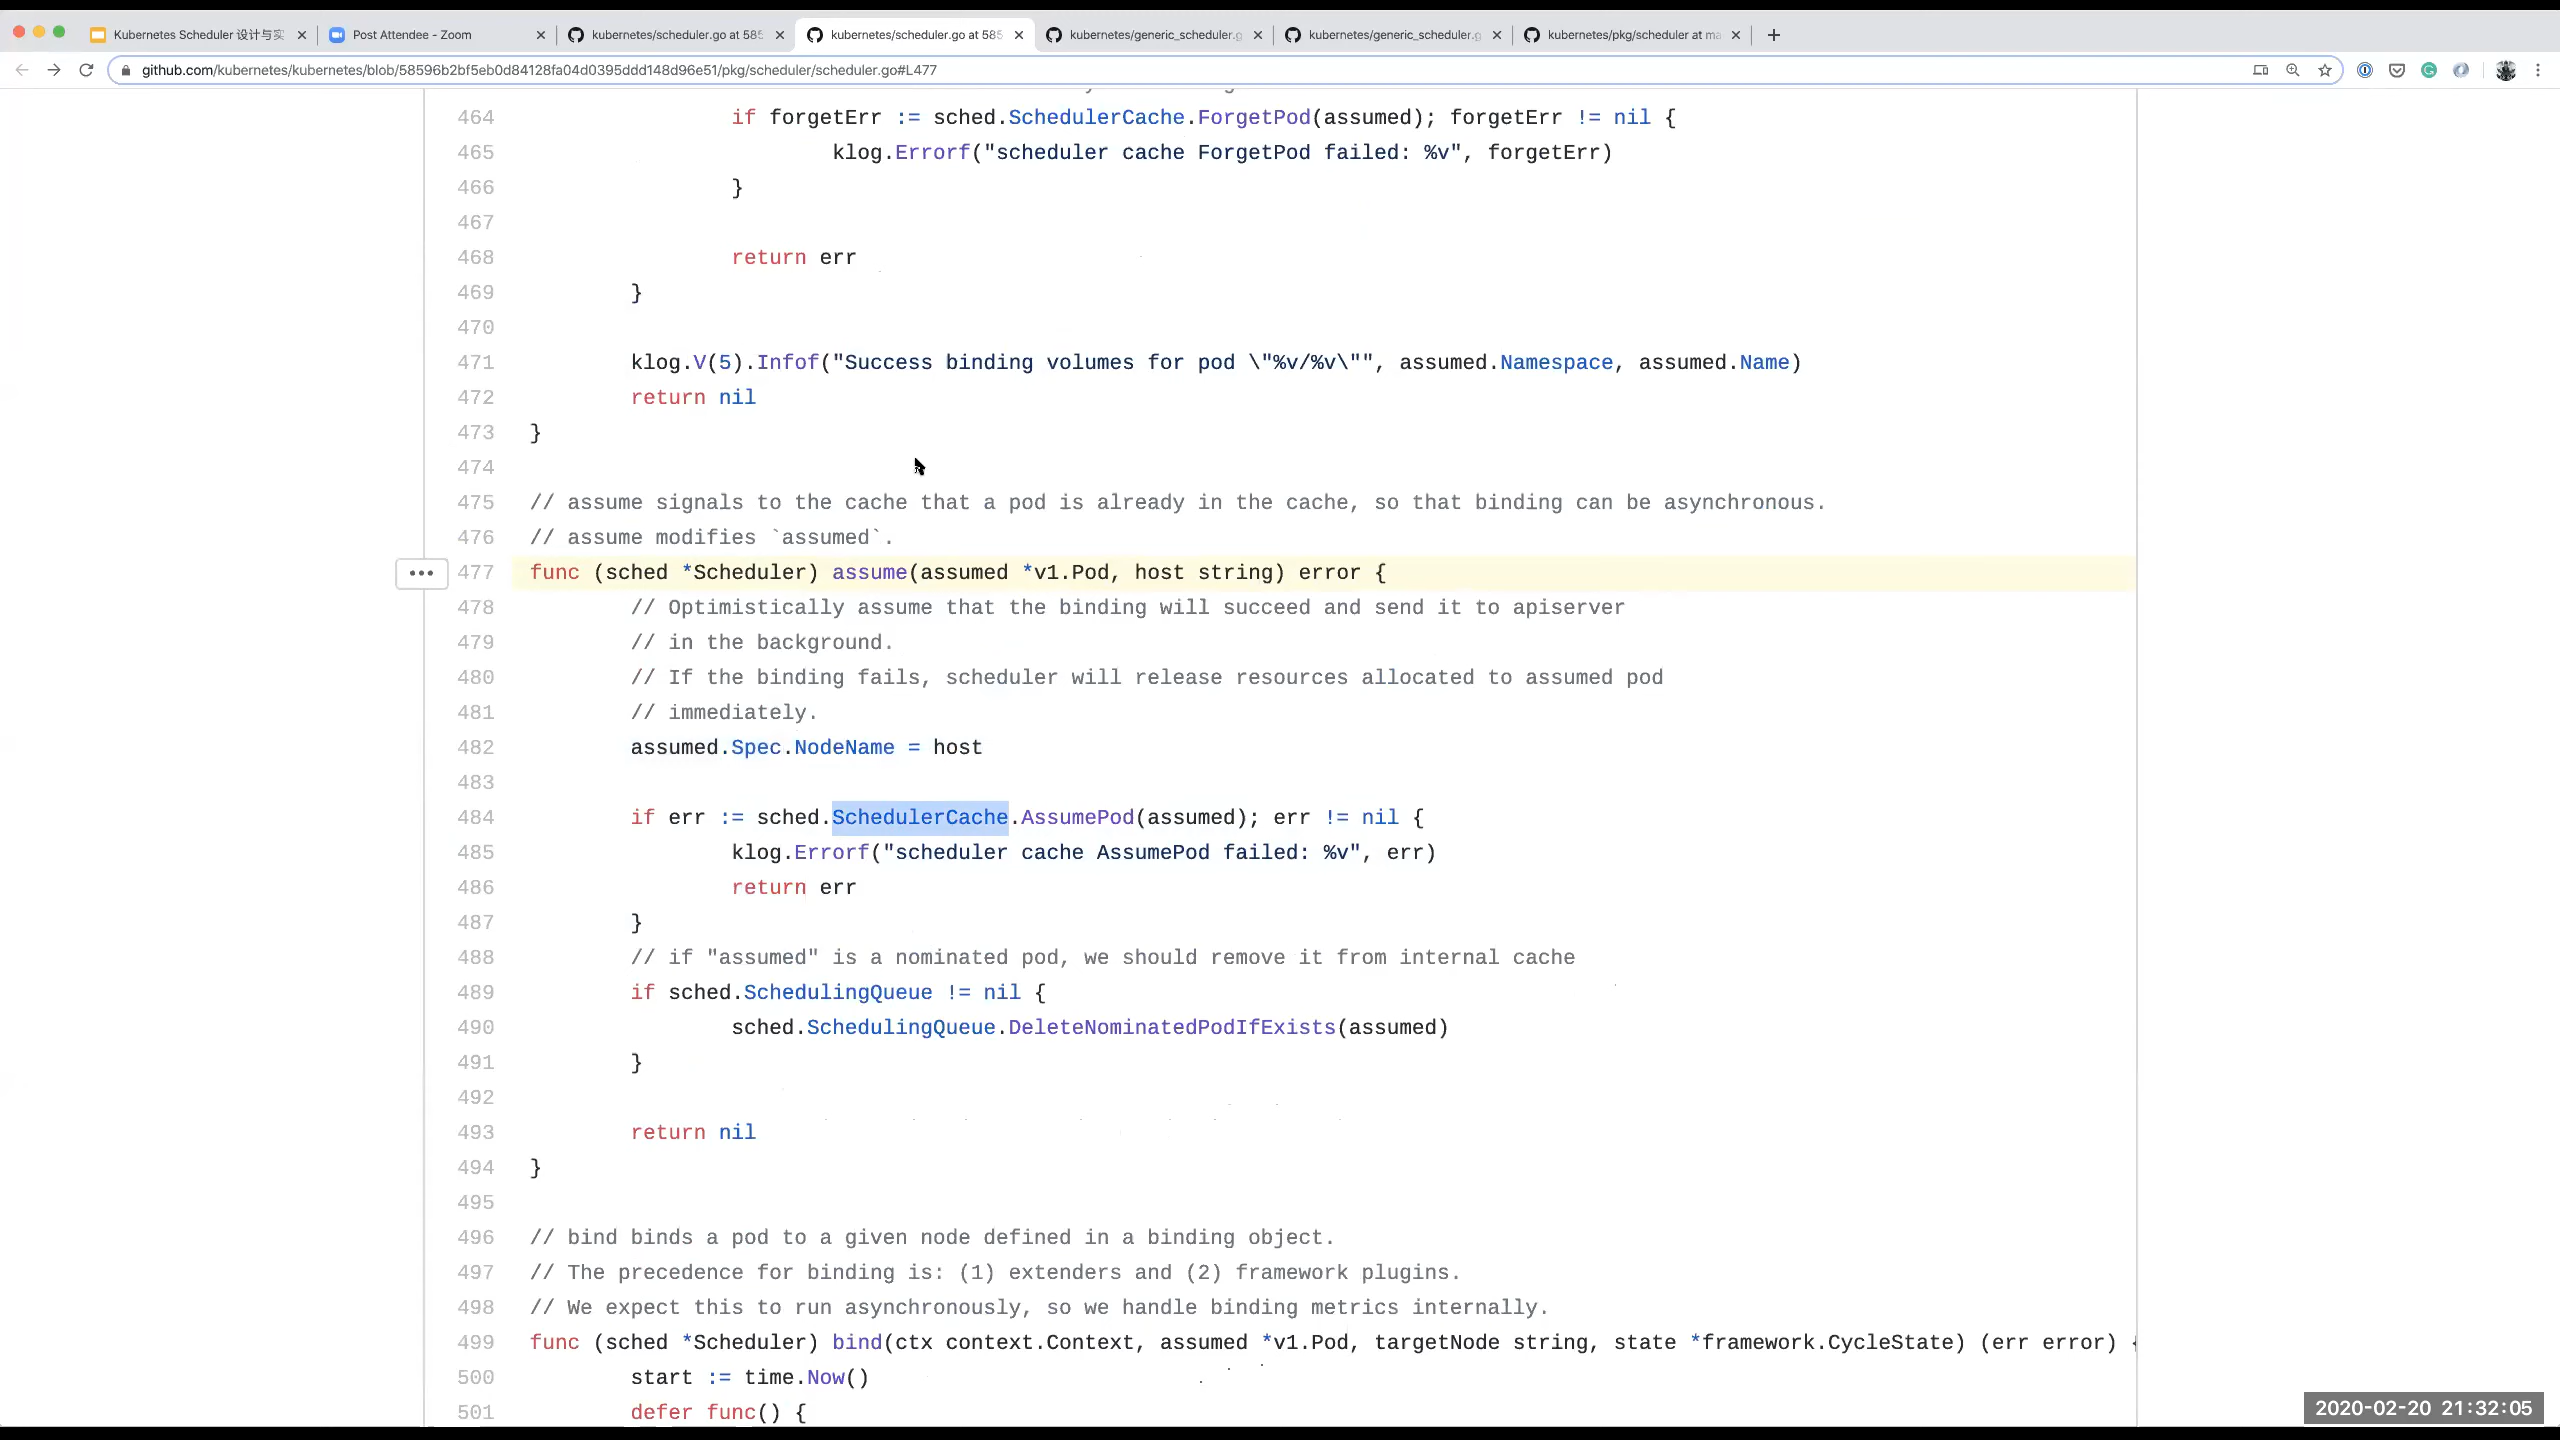 Kubernetes Scheduler 设计与实
Post Attendee - Zoom
kubernetes/scheduler.go at 585
kubernetes/scheduler.go at 585
kubernetes/generic_scheduler.g
kubernetes/generic_scheduler.g
kubernetes/pkg/scheduler at ma
github.com/kubernetes/kubernetes/blob/58596b2bf5eb0d84128fa04d0395ddd148d96e51/pkg/scheduler/scheduler.go#L477
464 if forgetErr := sched.SchedulerCache.ForgetPod(assumed); forgetErr != nil {
465 klog.Errorf("scheduler cache ForgetPod failed: %v", forgetErr)
466 }
467
468 return err
469 }
470
471 klog.V(5).Infof("Success binding volumes for pod \"%v/%v\"", assumed.Namespace, assumed.Name)
472 return nil
473 }
474
475 // assume signals to the cache that a pod is already in the cache, so that binding can be asynchronous.
476 // assume modifies `assumed`.
477 func (sched *Scheduler) assume(assumed *v1.Pod, host string) error {
478 // Optimistically assume that the binding will succeed and send it to apiserver
479 // in the background.
480 // If the binding fails, scheduler will release resources allocated to assumed pod
481 // immediately.
482 assumed.Spec.NodeName = host
483
484 if err := sched.SchedulerCache.AssumePod(assumed); err != nil {
485 klog.Errorf("scheduler cache AssumePod failed: %v", err)
486 return err
487 }
488 // if "assumed" is a nominated pod, we should remove it from internal cache
489 if sched.SchedulingQueue != nil {
490 sched.SchedulingQueue.DeleteNominatedPodIfExists(assumed)
491 }
492
493 return nil
494 }
495
496 // bind binds a pod to a given node defined in a binding object.
497 // The precedence for binding is: (1) extenders and (2) framework plugins.
498 // We expect this to run asynchronously, so we handle binding metrics internally.
499 func (sched *Scheduler) bind(ctx context.Context, assumed *v1.Pod, targetNode string, state *framework.CycleState) (err error) {
500 start := time.Now()
501 defer func() {
2020-02-20 21:32:05